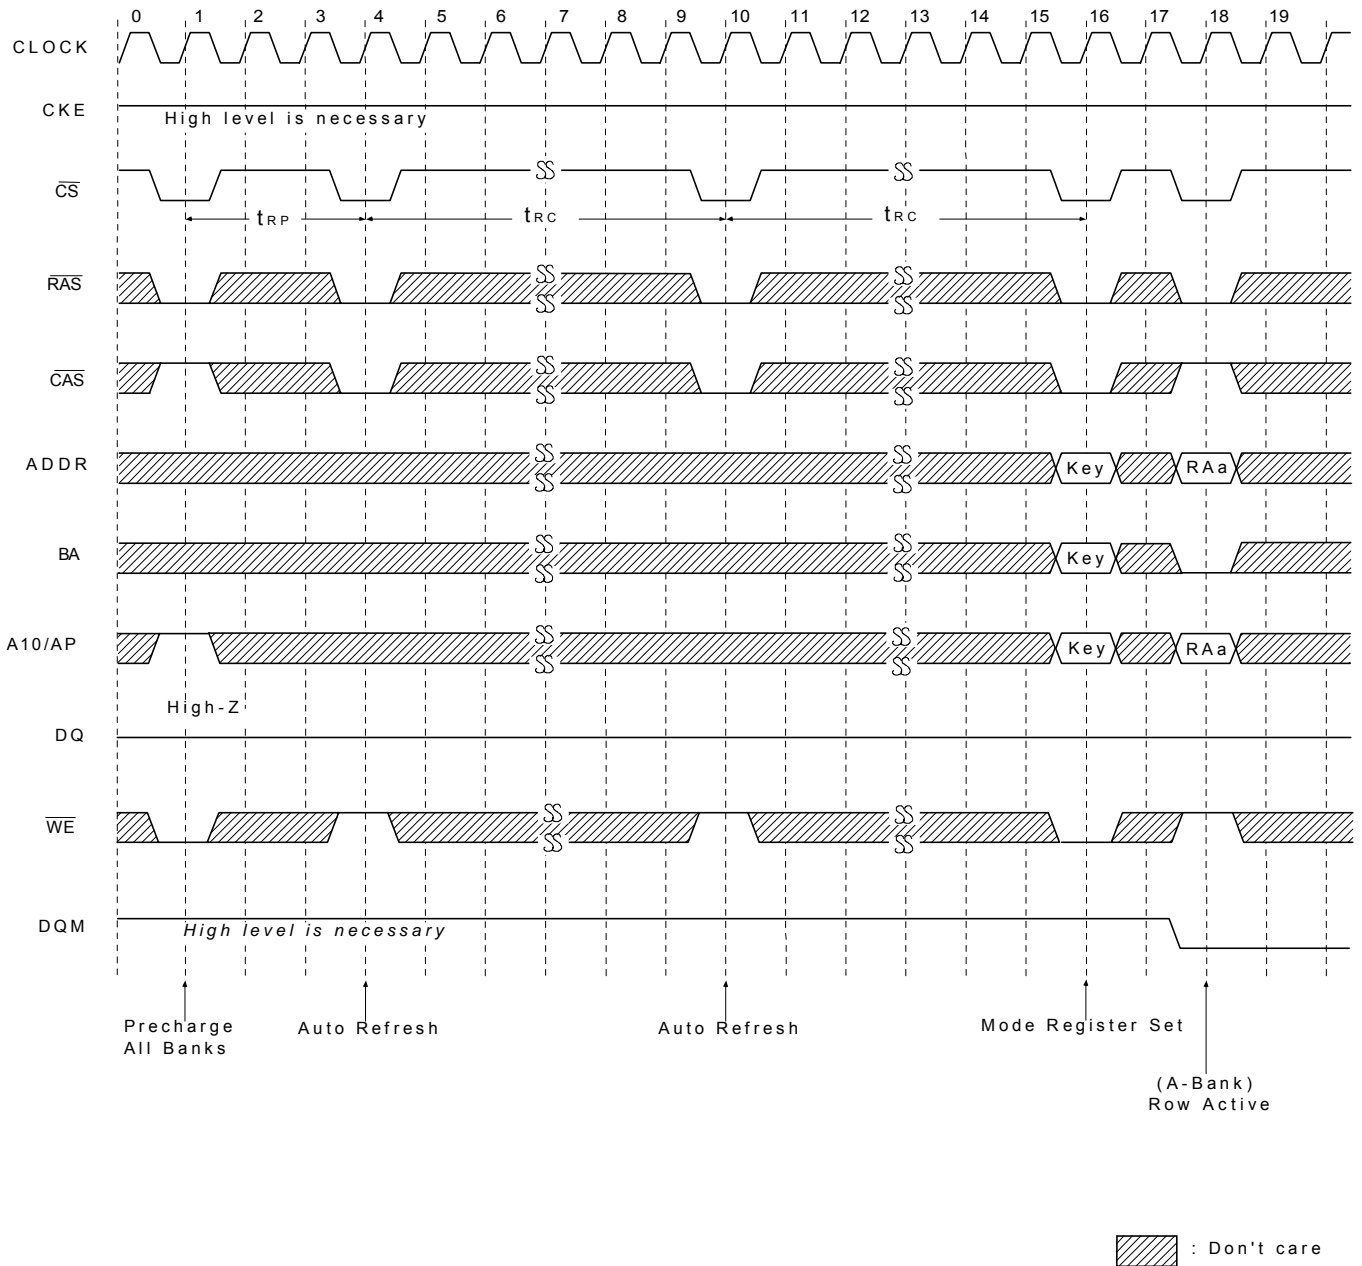 0 1 2 3 4 5 6 7 8 9 10 11 12 13 14 15 16 17 18 19
CLOCK
CKE
High level is necessary
CS
tRP
tRC
tRC
RAS
CAS
ADDR
Key
RAa
BA
Key
A10/AP
Key
RAa
High-Z
DQ
WE
DQM
High level is necessary
Precharge
All Banks
Auto Refresh
Auto Refresh
Mode Register Set
(A-Bank)
Row Active
: Don't care